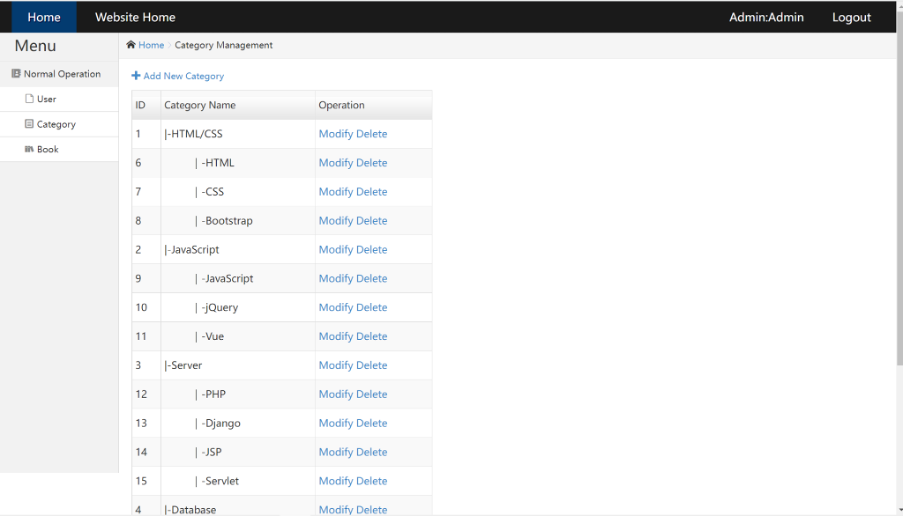 Home Website Home Admin:Admin Logout
Menu
Home Category Management
Normal Operation
User
Category
Book
Add New Category
ID Category Name Operation
1 |-HTML/CSS Modify Delete
6 | -HTML Modify Delete
7 | -CSS Modify Delete
8 | -Bootstrap Modify Delete
2 |-JavaScript Modify Delete
9 | -JavaScript Modify Delete
10 | -jQuery Modify Delete
11 | -Vue Modify Delete
3 |-Server Modify Delete
12 | -PHP Modify Delete
13 | -Django Modify Delete
14 | -JSP Modify Delete
15 | -Servlet Modify Delete
4 |-Database Modify Delete